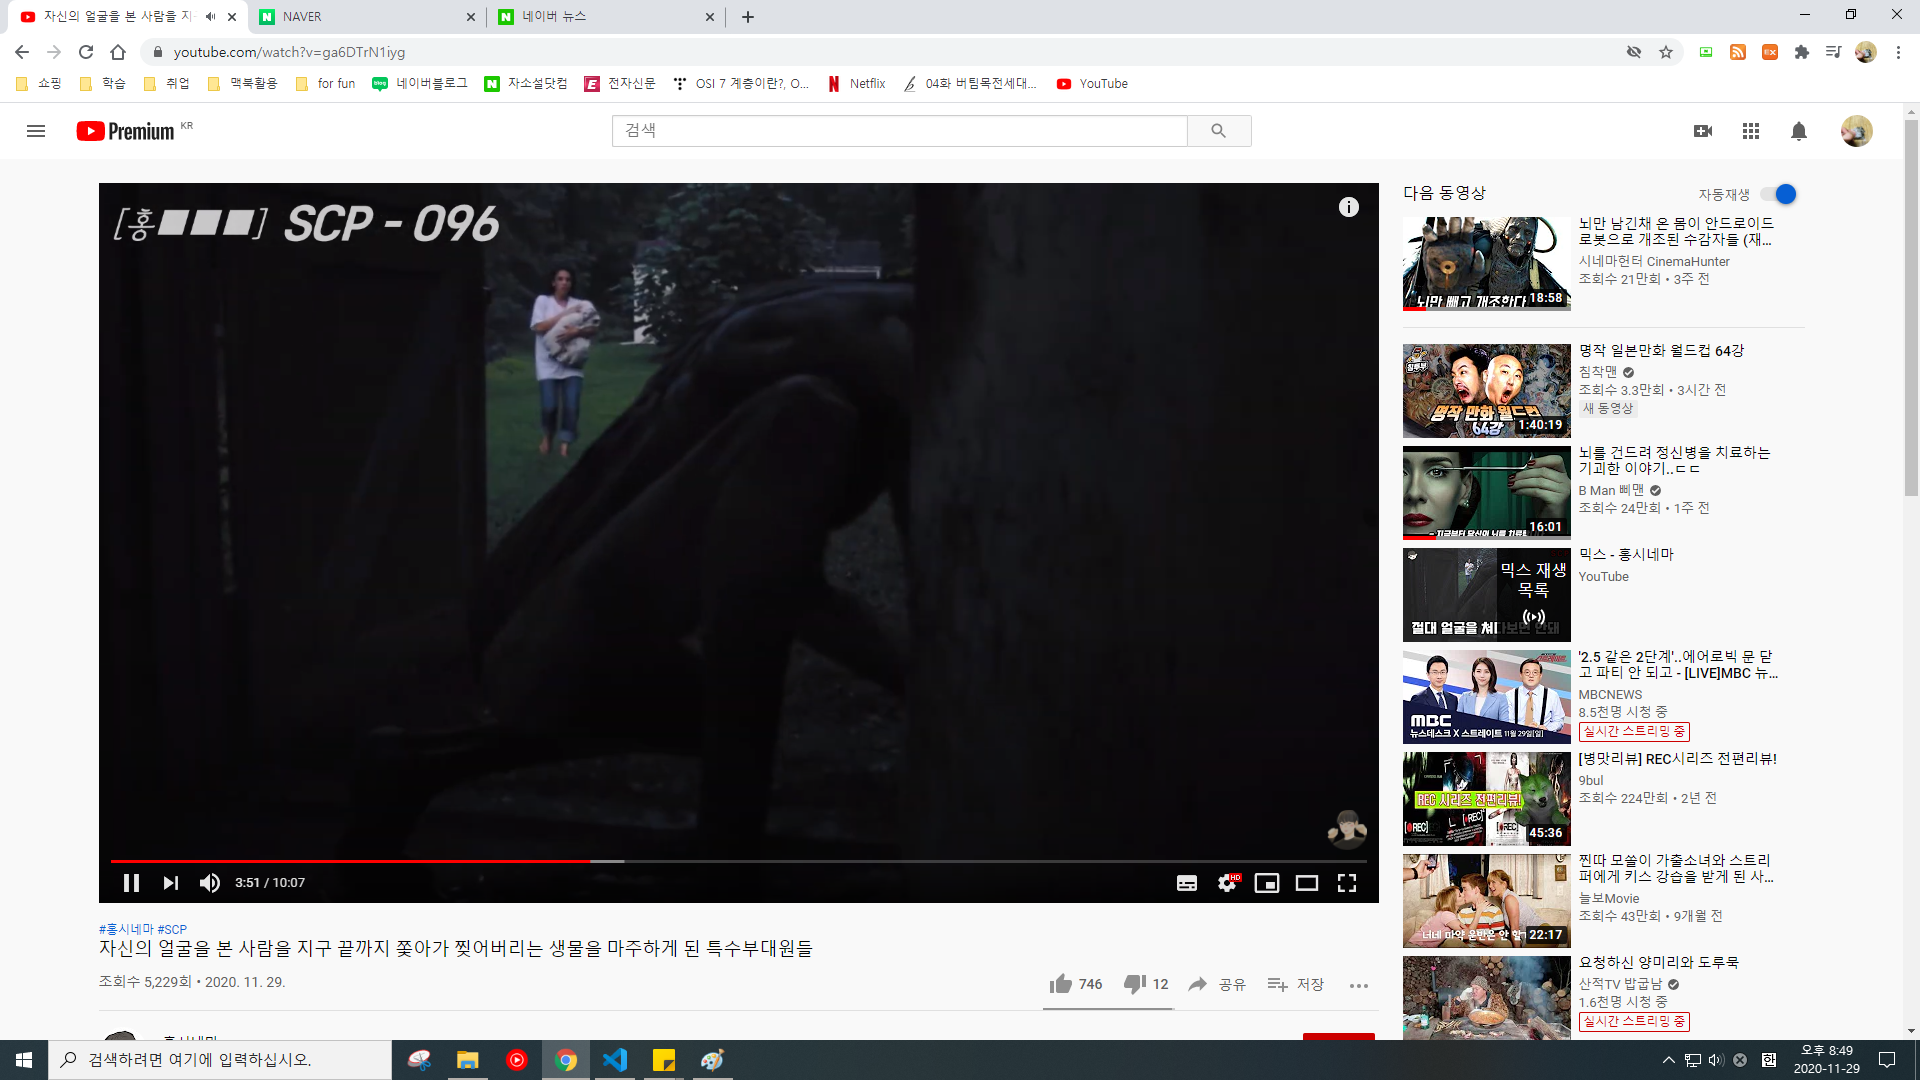 자신의 얼굴을 본 사람을 지
NAVER
네이버 뉴스
youtube.com/watch?v=ga6DTrN1iyg
쇼핑
학습
취업
맥북활용
for fun
네이버블로그
자소설닷컴
전자신문
OSI 7 계층이란?, O...
Netflix
04화 버팀목전세대...
YouTube
Premium KR
검색
[홍■■■] SCP - 096
3:51 / 10:07
#홍시네마 #SCP
자신의 얼굴을 본 사람을 지구 끝까지 쫓아가 찢어버리는 생물을 마주하게 된 특수부대원들
조회수 5,229회 • 2020. 11. 29.
746
12
공유
저장
다음 동영상
자동재생
뇌만 남긴채 온 몸이 안드로이드 로봇으로 개조된 수감자들 (재...
시네마헌터 CinemaHunter
조회수 21만회 • 3주 전
뇌만 빼고 개조한다
18:58
명작 일본만화 월드컵 64강
침착맨
조회수 3.3만회 • 3시간 전
새 동영상
명작 만화 월드컵
64강
1:40:19
뇌를 건드려 정신병을 치료하는 기괴한 이야기..ㄷㄷ
B Man 삐맨
조회수 24만회 • 1주 전
16:01
믹스 - 홍시네마
YouTube
믹스 재생 목록
절대 얼굴을 쳐다보면 안돼
'2.5 같은 2단계'..에어로빅 문 닫고 파티 안 되고 - [LIVE]MBC 뉴...
MBCNEWS
8.5천명 시청 중
실시간 스트리밍 중
MBC
뉴스데스크 X 스트레이트 11월 29일[일]
[병맛리뷰] REC시리즈 전편리뷰!
9bul
조회수 224만회 • 2년 전
REC 시리즈 전편리뷰!
[REC]
[REC]
45:36
찐따 모쏠이 가출소녀와 스트리퍼에게 키스 강습을 받게 된 사...
늘보Movie
조회수 43만회 • 9개월 전
너네 마약 운반은 안 할
22:17
요청하신 양미리와 도루묵
산적TV 밥굽남
1.6천명 시청 중
실시간 스트리밍 중
홍시네마
검색하려면 여기에 입력하십시오.
한
오후 8:49
2020-11-29